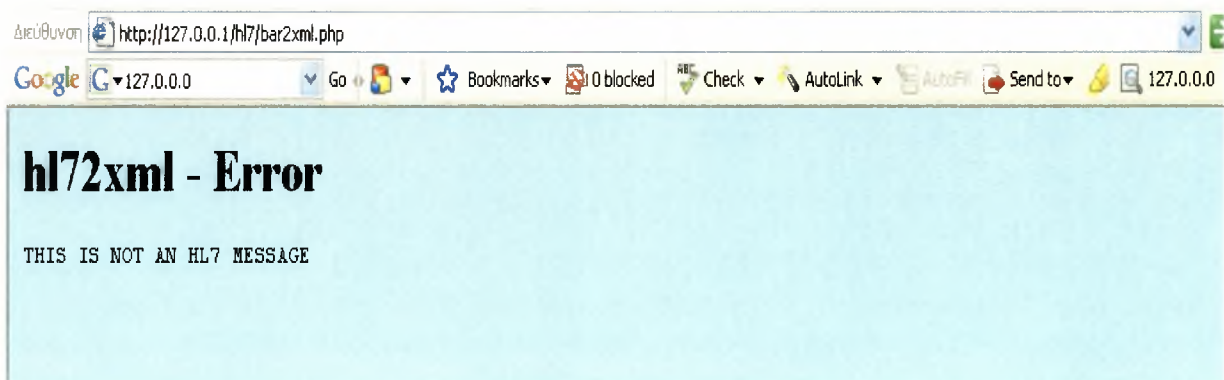 Διεύθυνση http://127.0.0.1/hl7/bar2xml.php
Google G 127.0.0.0 Go Bookmarks 0 blocked ABC Check AutoLink AutoFill Send to 127.0.0.0
hl72xml - Error
THIS IS NOT AN HL7 MESSAGE